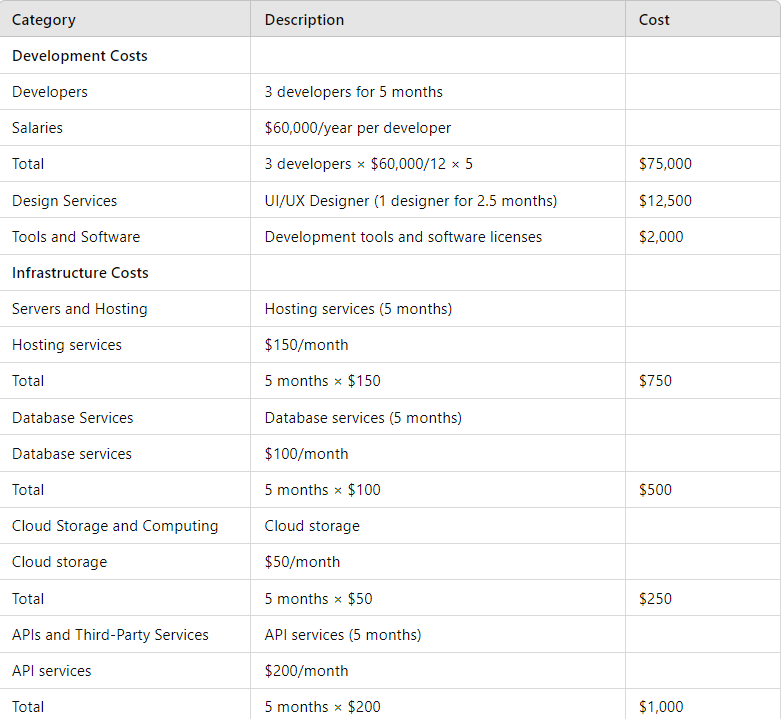 Category Description Cost
Development Costs
Developers 3 developers for 5 months
Salaries $60,000/year per developer
Total 3 developers × $60,000/12 × 5 $75,000
Design Services UI/UX Designer (1 designer for 2.5 months) $12,500
Tools and Software Development tools and software licenses $2,000
Infrastructure Costs
Servers and Hosting Hosting services (5 months)
Hosting services $150/month
Total 5 months × $150 $750
Database Services Database services (5 months)
Database services $100/month
Total 5 months × $100 $500
Cloud Storage and Computing Cloud storage
Cloud storage $50/month
Total 5 months × $50 $250
APIs and Third-Party Services API services (5 months)
API services $200/month
Total 5 months × $200 $1,000